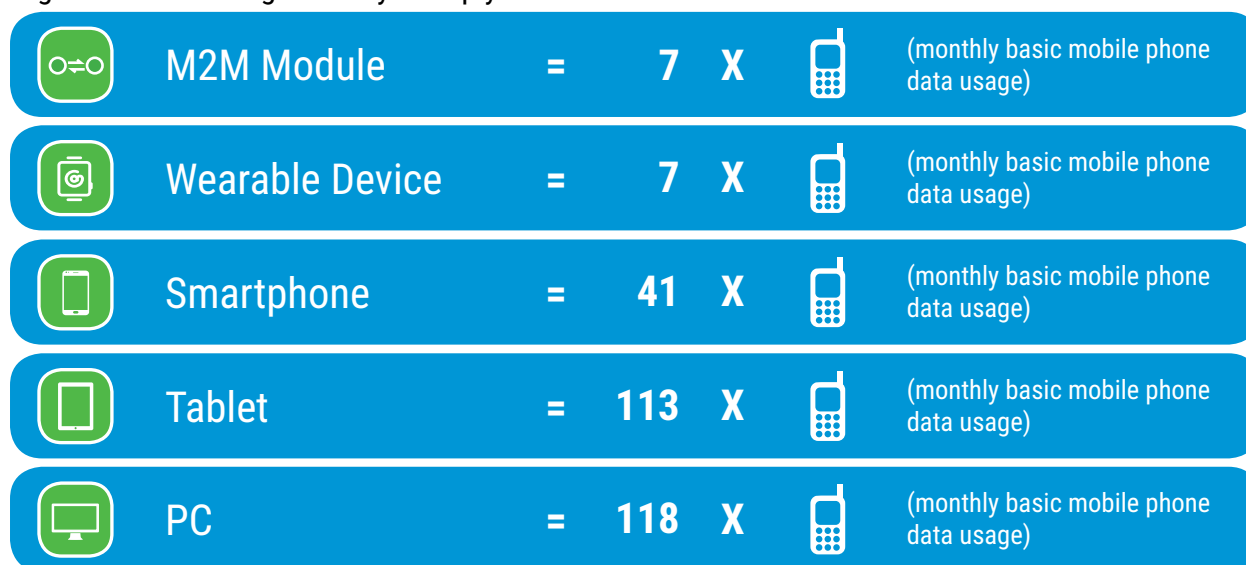 M2M Module = 7 X (monthly basic mobile phone
data usage)
Wearable Device = 7 X (monthly basic mobile phone
data usage)
Smartphone = 41 X (monthly basic mobile phone
data usage)
Tablet = 113 X (monthly basic mobile phone
data usage)
PC = 118 X (monthly basic mobile phone
data usage)